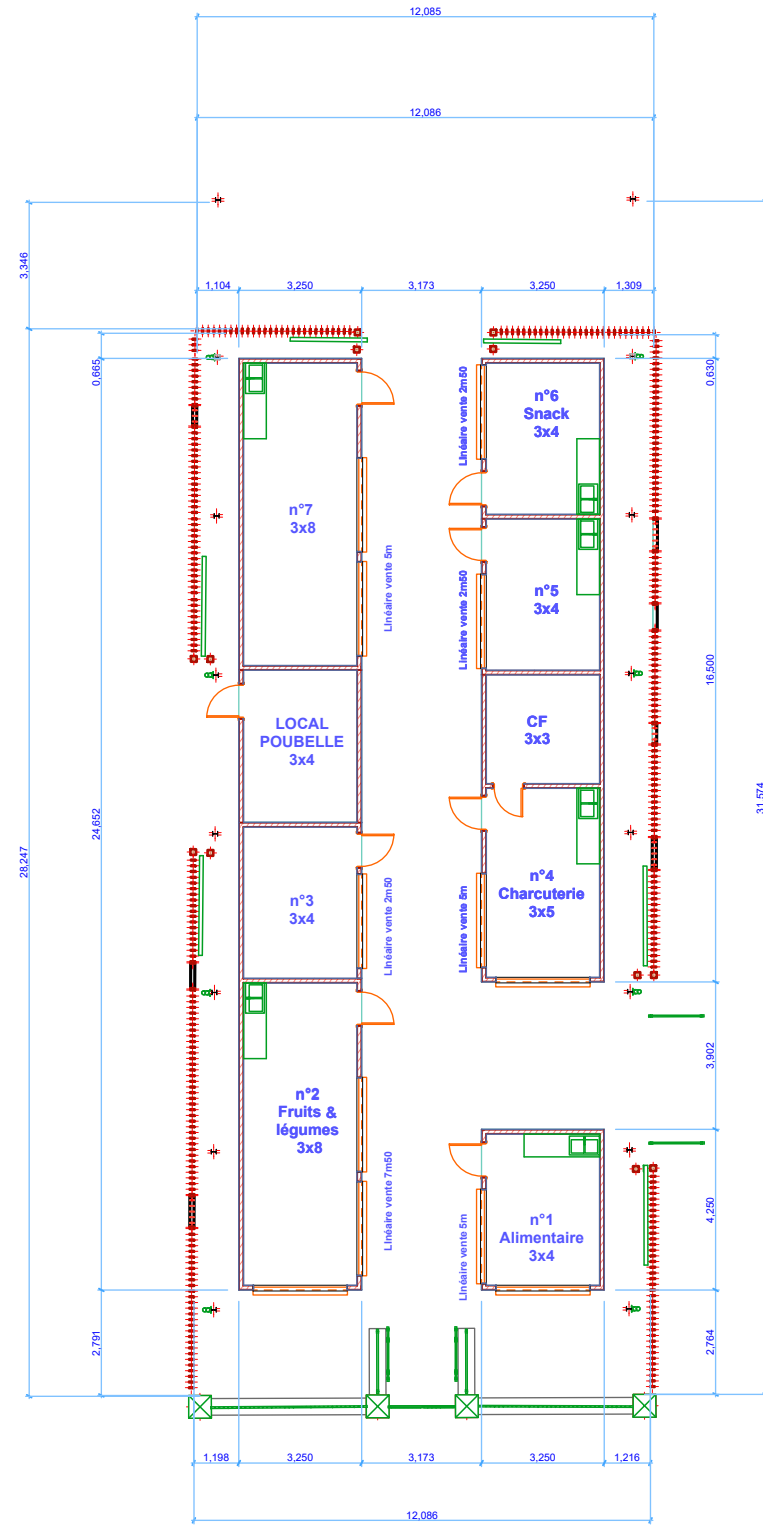 12,085
12,086
3,346
1,104
3,250
3,173
3,250
1,309
0,665
0,630
n°7
3x8
Linéaire vente 5m
Linéaire vente 2m50
n°6
Snack
3x4
Linéaire vente 2m50
n°5
3x4
LOCAL
POUBELLE
3x4
CF
3x3
16,500
31,574
28,247
24,652
n°3
3x4
Linéaire vente 2m50
Linéaire vente 5m
n°4
Charcuterie
3x5
3,902
n°2
Fruits &
légumes
3x8
Linéaire vente 7m50
Linéaire vente 5m
n°1
Alimentaire
3x4
4,250
2,791
2,764
1,198
3,250
3,173
3,250
1,216
12,086